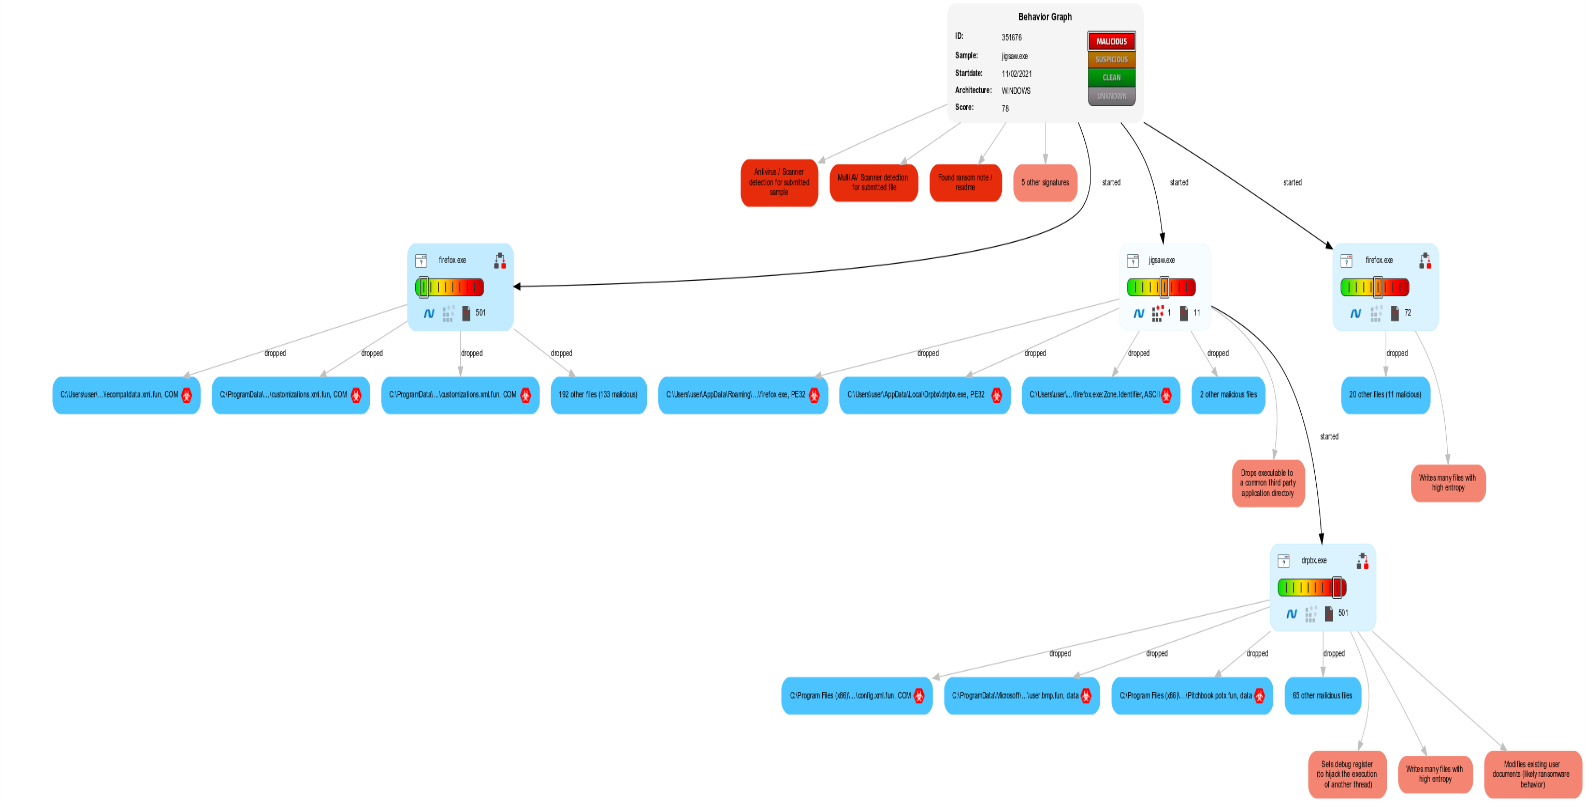 Behavior Graph
ID: 351676
Sample: jigsaw.exe
Startdate: 11/02/2021
Architecture: WINDOWS
Score: 78
MALICIOUS
SUSPICIOUS
CLEAN
UNKNOWN
Antivirus / Scanner
detection for submitted
sample
Multi AV Scanner detection
for submitted file
Found ransom note /
readme
5 other signatures
started
started
started
firefox.exe
501
jigsaw.exe
1
11
firefox.exe
72
dropped
dropped
dropped
dropped
dropped
dropped
dropped
dropped
dropped
C:\Users\user\...\iecompatdata.xml.fun, COM
C:\ProgramData\...\customizations.xml.fun, COM
C:\ProgramData\...\customizations.xml.fun, COM
192 other files (133 malicious)
C:\Users\user\AppData\Roaming\...\firefox.exe, PE32
C:\Users\user\AppData\Local\Drpbx\drpbx.exe, PE32
C:\Users\user\...\firefox.exe:Zone.Identifier, ASCII
2 other malicious files
20 other files (11 malicious)
started
Drops executable to
a common third party
application directory
Writes many files with
high entropy
drpbx.exe
501
dropped
dropped
dropped
dropped
C:\Program Files (x86)\...\config.xml.fun, COM
C:\ProgramData\Microsoft\...\user.bmp.fun, data
C:\Program Files (x86)\...\Pitchbook.potx.fun, data
65 other malicious files
Sets debug register
(to hijack the execution
of another thread)
Writes many files with
high entropy
Modifies existing user
documents (likely ransomware
behavior)